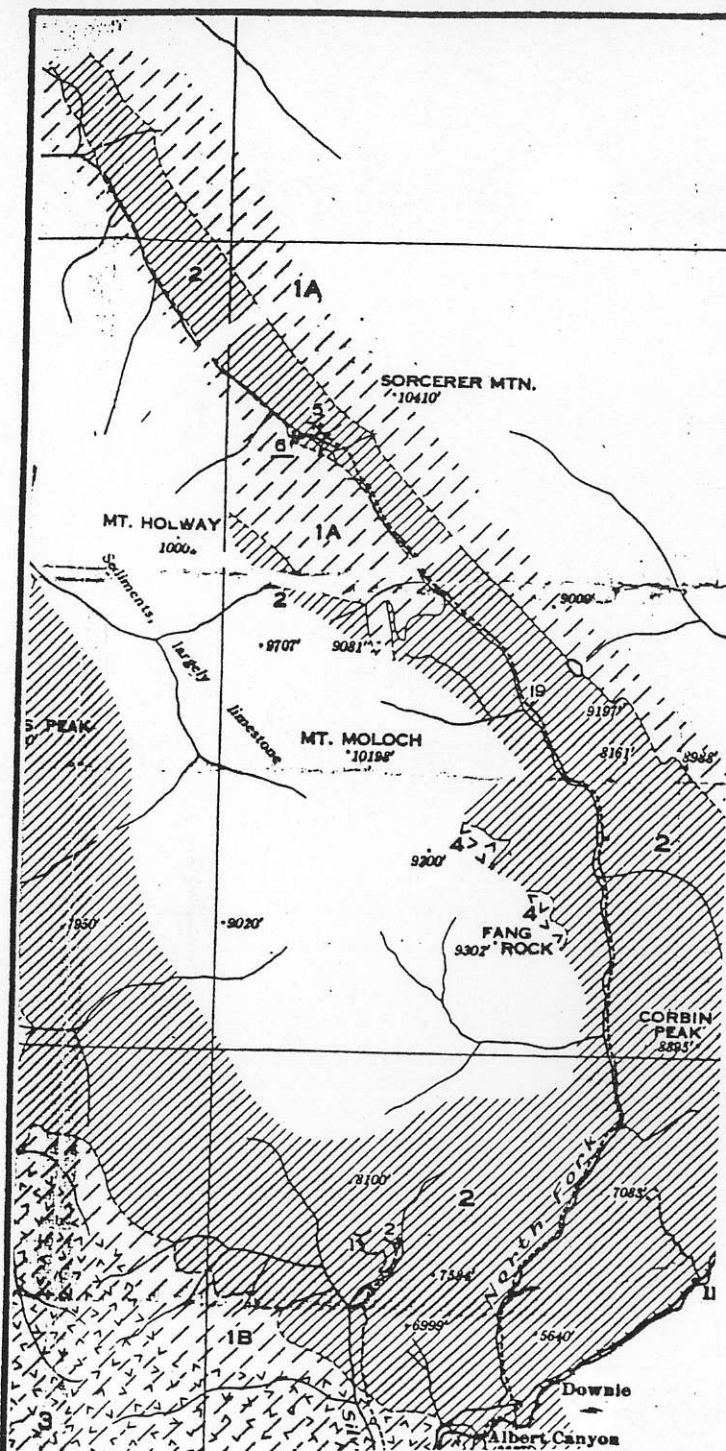 2
1A
SORCERER MTN.
10410'
5
6
MT. HOLWAY
1A
Sediments,
largely
limestone
2
9009'
9707'
9081'
19
9197'
S PEAK
MT. MOLOCH
10198'
8161'
8988'
4
9200'
2
4
950'
9020'
FANG
ROCK
9302'
CORBIN
PEAK
8895'
8100'
2
North Fork
7083'
1
2
11
6999'
5640'
1B
3
Downie
Silv
Albert Canyon